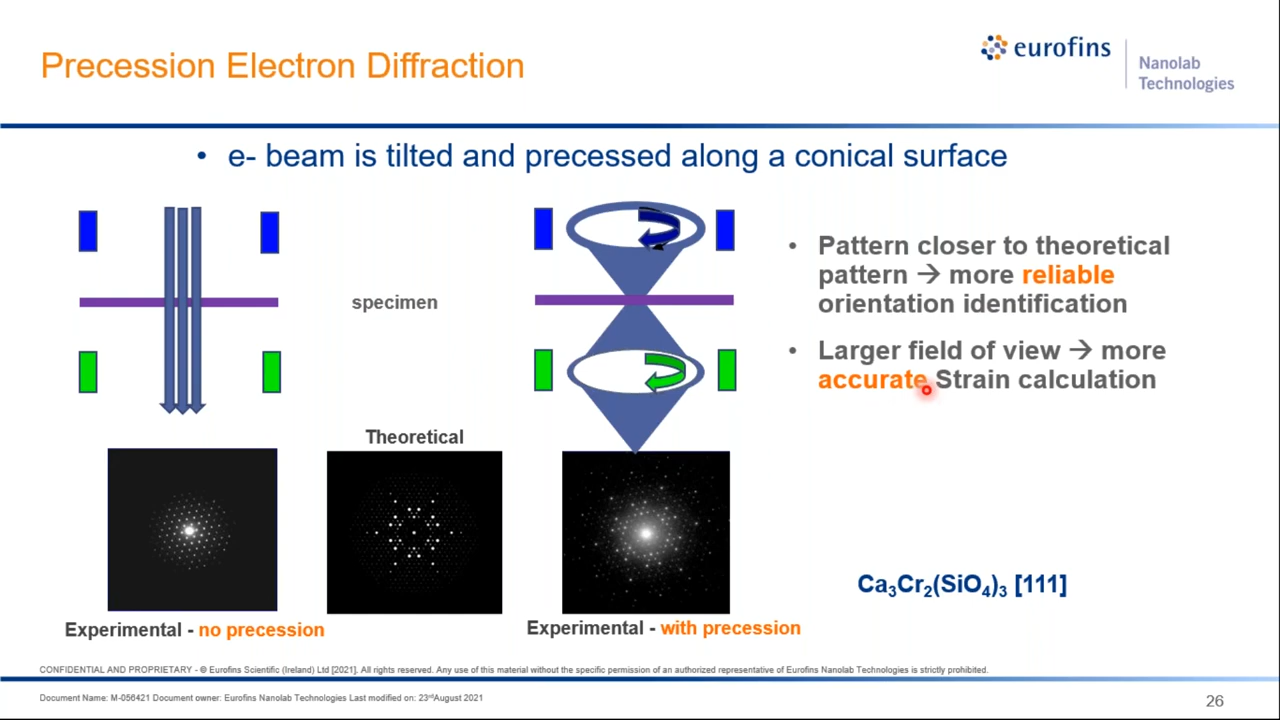 Precession Electron Diffraction
eurofins
Nanolab
Technologies
• e- beam is tilted and precessed along a conical surface
specimen
• Pattern closer to theoretical
pattern → more reliable
orientation identification
• Larger field of view → more
accurate Strain calculation
Theoretical
Experimental - no precession
Experimental - with precession
Ca₃Cr₂(SiO₄)₃ [111]
CONFIDENTIAL AND PROPRIETARY - © Eurofins Scientific (Ireland) Ltd [2021]. All rights reserved. Any use of this material without the specific permission of an authorized representative of Eurofins Nanolab Technologies is strictly prohibited.
Document Name: M-056421 Document owner: Eurofins Nanolab Technologies Last modified on: 23ʳᵈAugust 2021
26